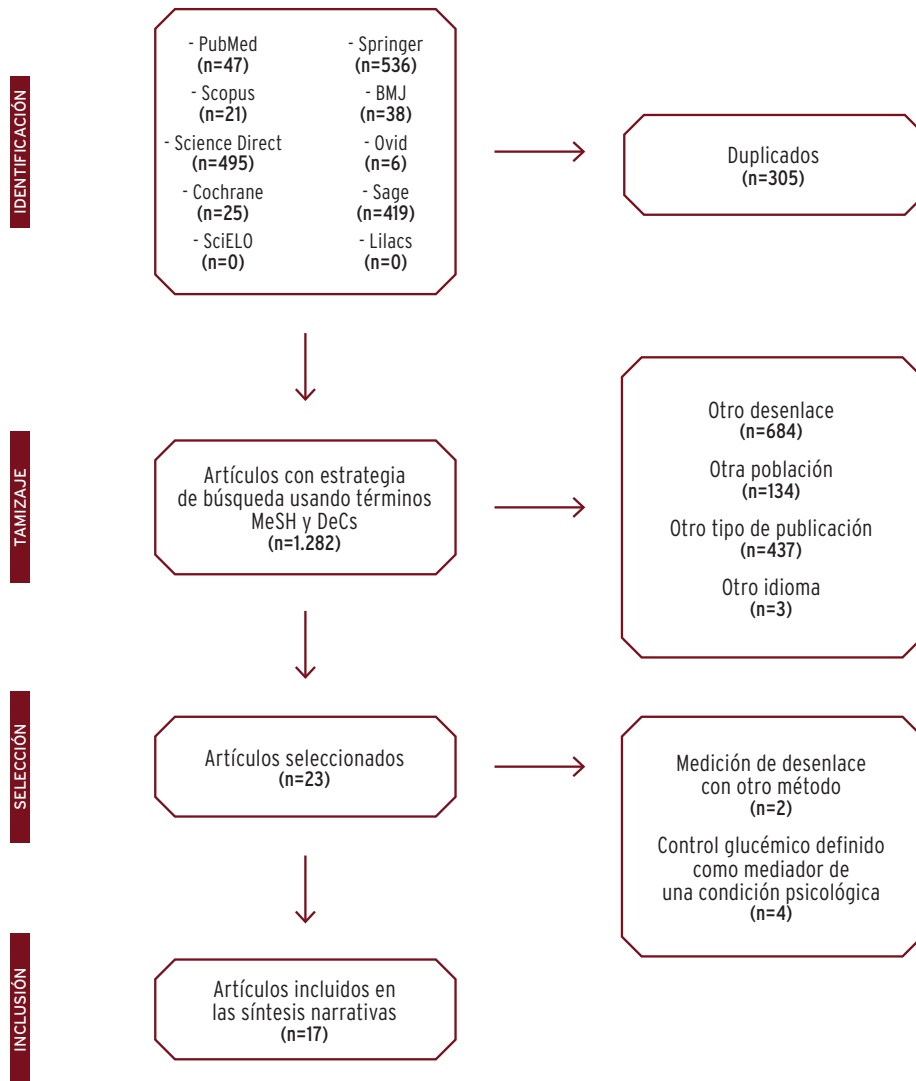 IDENTIFICACIÓN
- PubMed
(n=47)
- Scopus
(n=21)
- Science Direct
(n=495)
- Cochrane
(n=25)
- SciELO
(n=0)
- Springer
(n=536)
- BMJ
(n=38)
- Ovid
(n=6)
- Sage
(n=419)
- Lilacs
(n=0)
Duplicados
(n=305)
TAMIZAJE
Artículos con estrategia
de búsqueda usando términos
MeSH y DeCs
(n=1.282)
Otro desenlace
(n=684)
Otra población
(n=134)
Otro tipo de publicación
(n=437)
Otro idioma
(n=3)
SELECCIÓN
Artículos seleccionados
(n=23)
Medición de desenlace
con otro método
(n=2)
Control glucémico definido
como mediador de
una condición psicológica
(n=4)
INCLUSIÓN
Artículos incluidos en
las síntesis narrativas
(n=17)